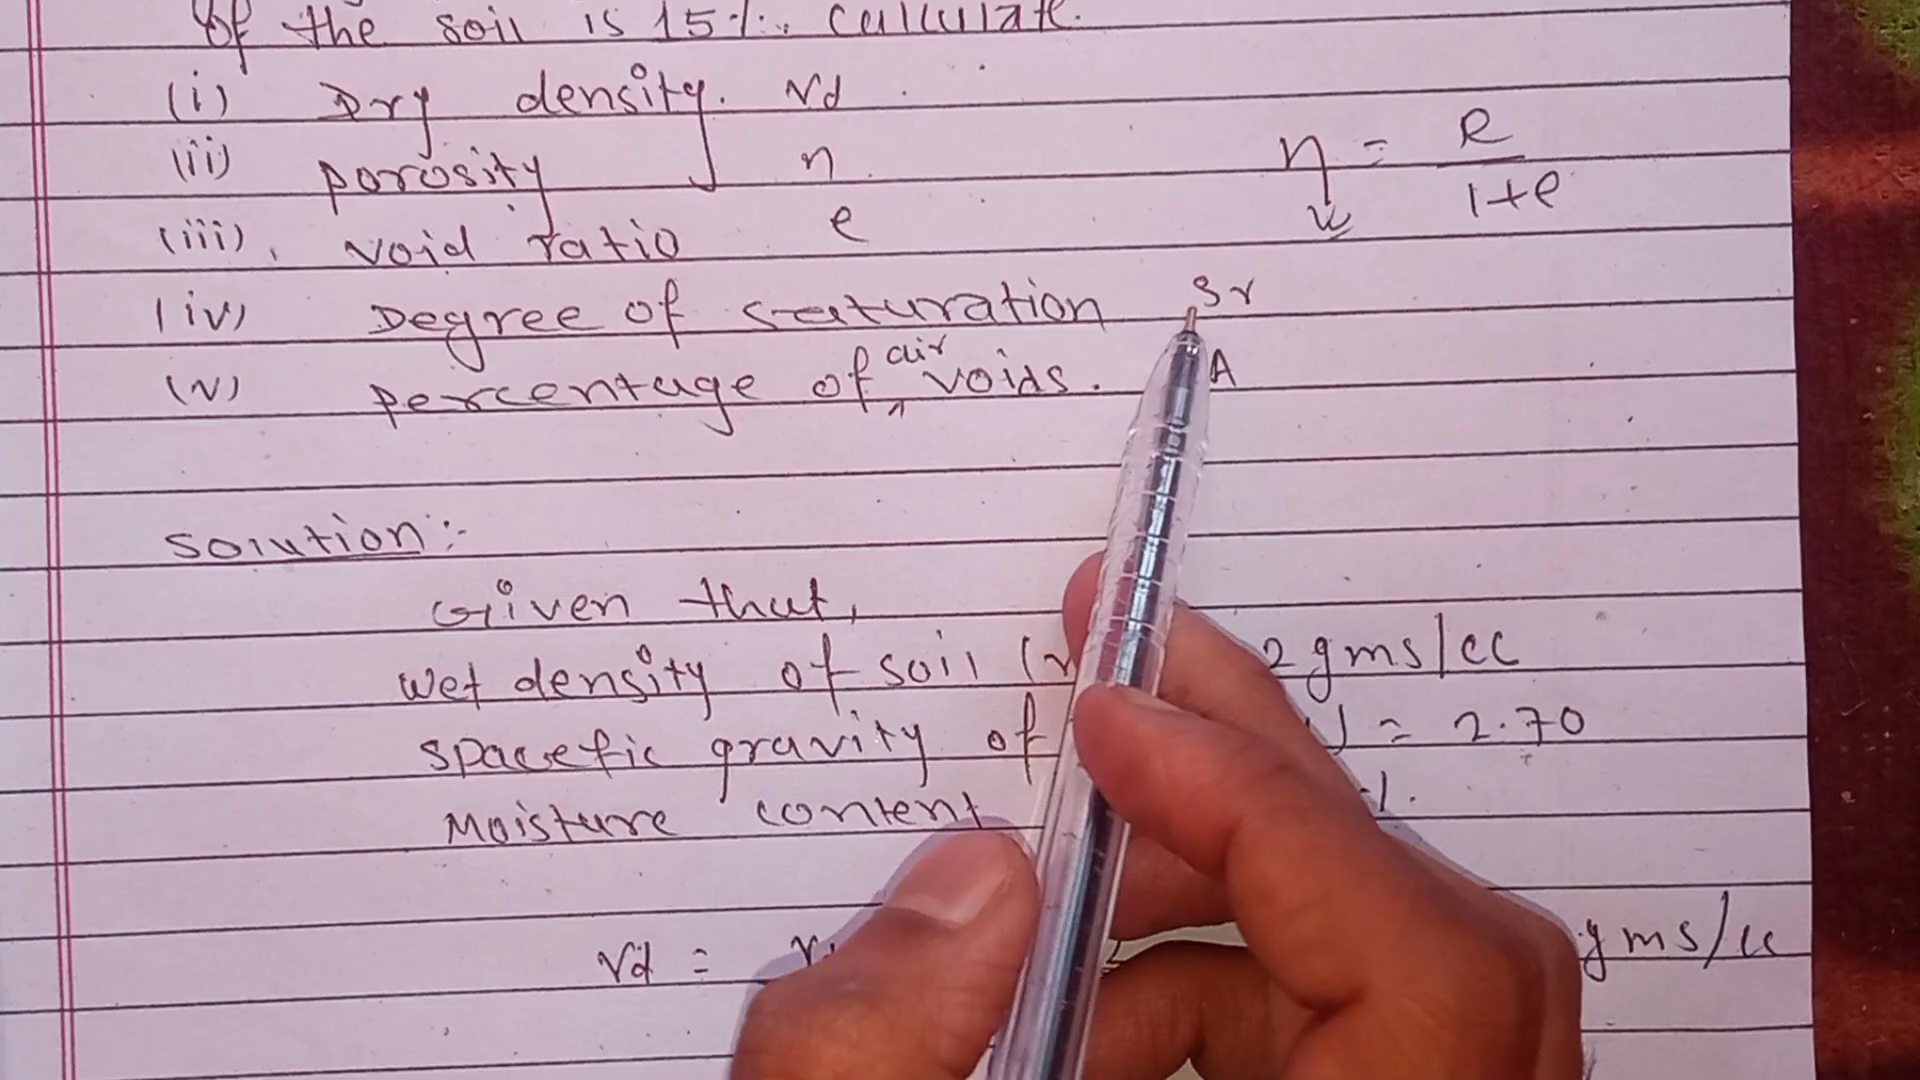 Of the soil is 15%. Calculate.
(i) Dry density. γd
(ii) porosity n
(iii), void ratio e
η = e / 1+e
(iv) Degree of saturation Sr
(v) percentage of air voids. A
Solution:-
Given that,
wet density of soil (γ 2 gms/cc
spacefic gravity of ) = 2.70
Moisture content %.
γd = γ gms/cc